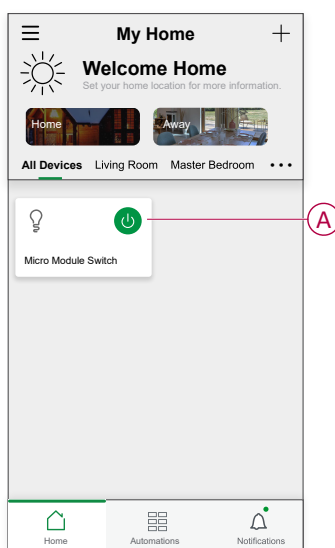 My Home
Welcome Home
Set your home location for more information.
Home
Away
All Devices Living Room Master Bedroom
Micro Module Switch
A
Home Automations Notifications